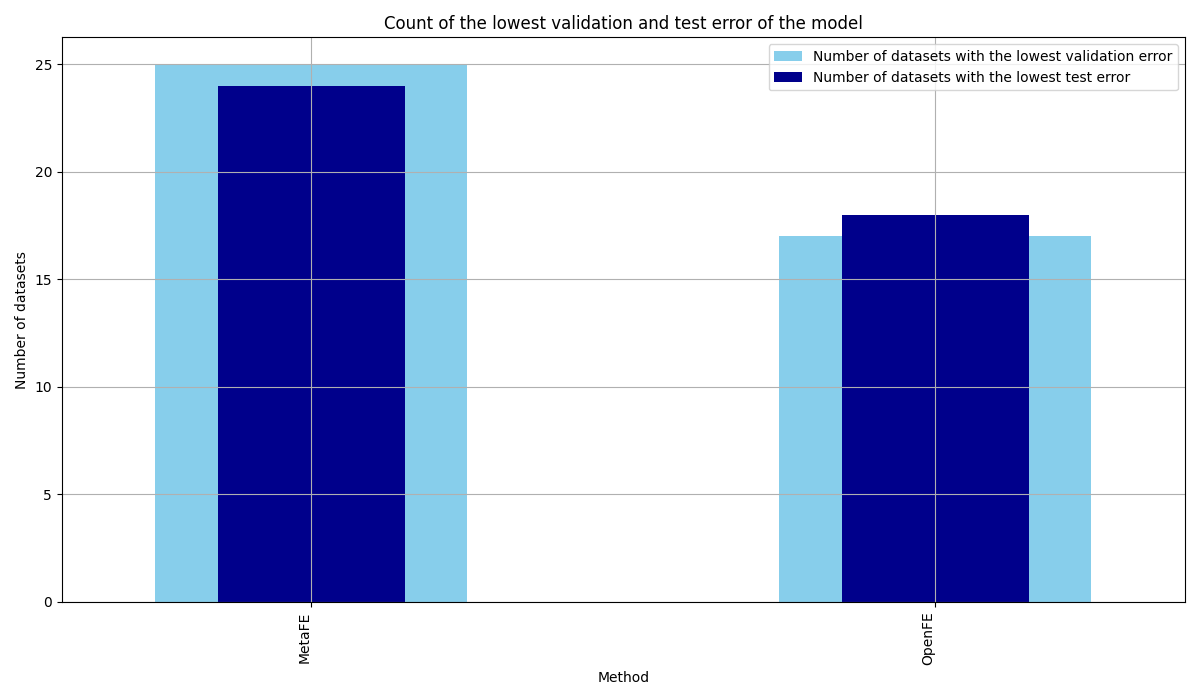 Count of the lowest validation and test error of the model
Number of datasets with the lowest validation error
Number of datasets with the lowest test error
Number of datasets
25
20
15
10
5
0
MetaFE
OpenFE
Method